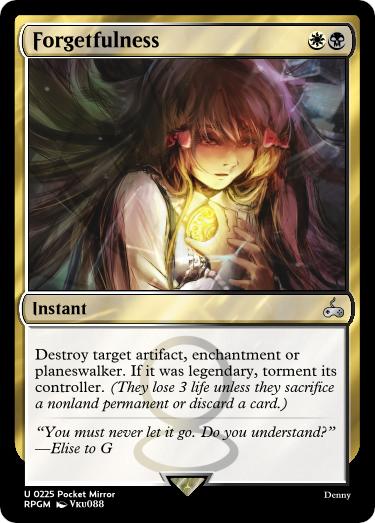 Forgetfulness
Instant
Destroy target artifact, enchantment or
planeswalker. If it was legendary, torment its
controller. (They lose 3 life unless they sacrifice
a nonland permanent or discard a card.)
“You must never let it go. Do you understand?”
—Elise to G
U 0225 Pocket Mirror
RPGM VKU088
Denny